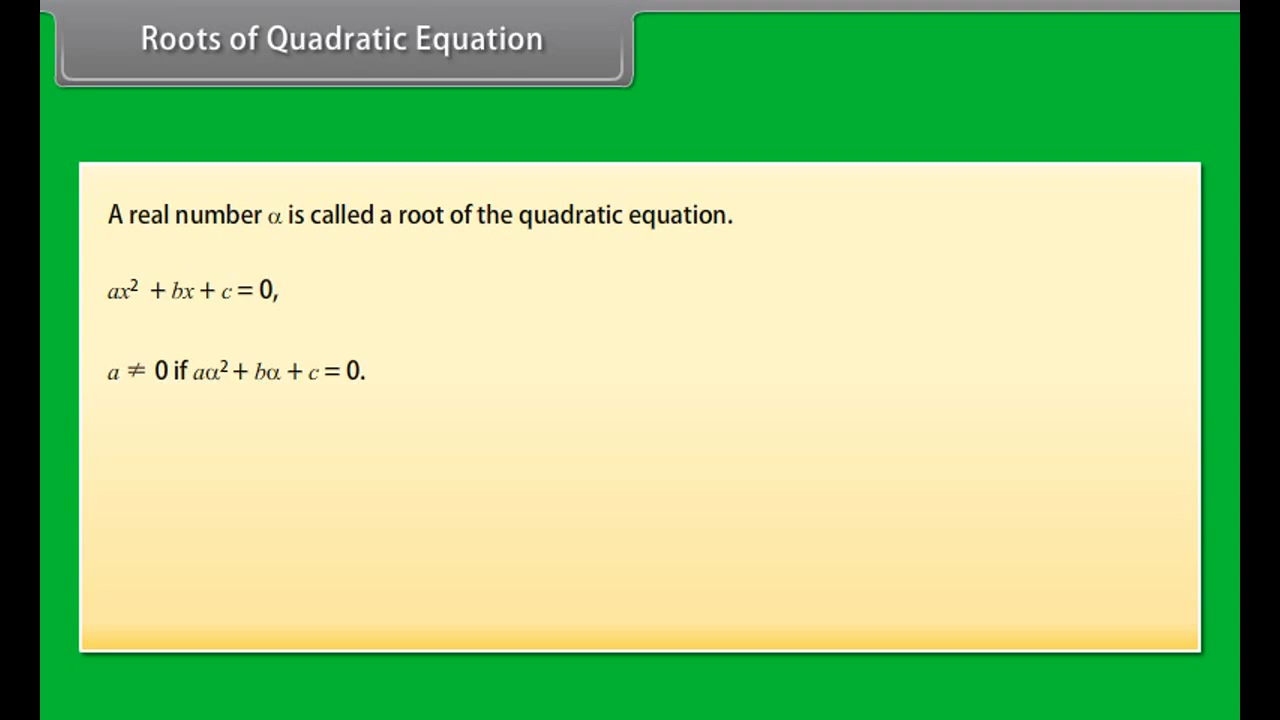 Roots of Quadratic Equation
A real number α is called a root of the quadratic equation.
ax² + bx + c = 0,
a ≠ 0 if aα² + bα + c = 0.